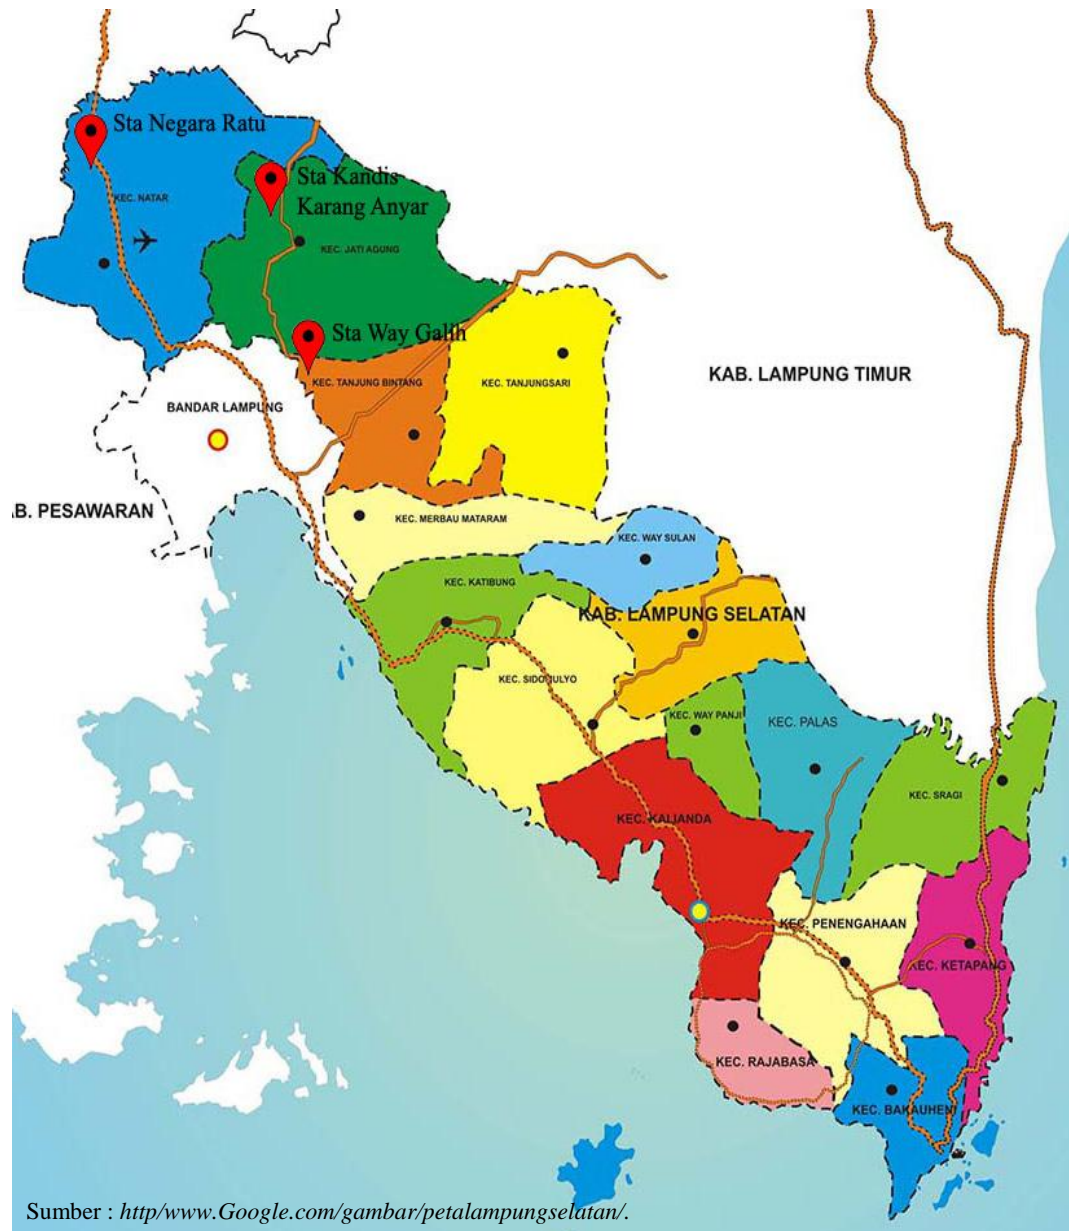 Sta Negara Ratu
Sta Kandis
Karang Anyar
KEC. NATAR
KEC. JATI AGUNG
Sta Way Galih
KEC. TANJUNG BINTANG
KEC. TANJUNGSARI
KAB. LAMPUNG TIMUR
BANDAR LAMPUNG
.B. PESAWARAN
KEC. MERBAU MATARAM
KEC. WAY SULAN
KEC. KATIBUNG
KAB. LAMPUNG SELATAN
KEC. SIDOMULYO
KEC. WAY PANJI
KEC. PALAS
KEC. SRAGI
KEC. KALIANDA
KEC. PENENGAHAAN
KEC. KETAPANG
KEC. RAJABASA
KEC. BAKAUHENI
Sumber : http/www.Google.com/gambar/petalampungselatan/.